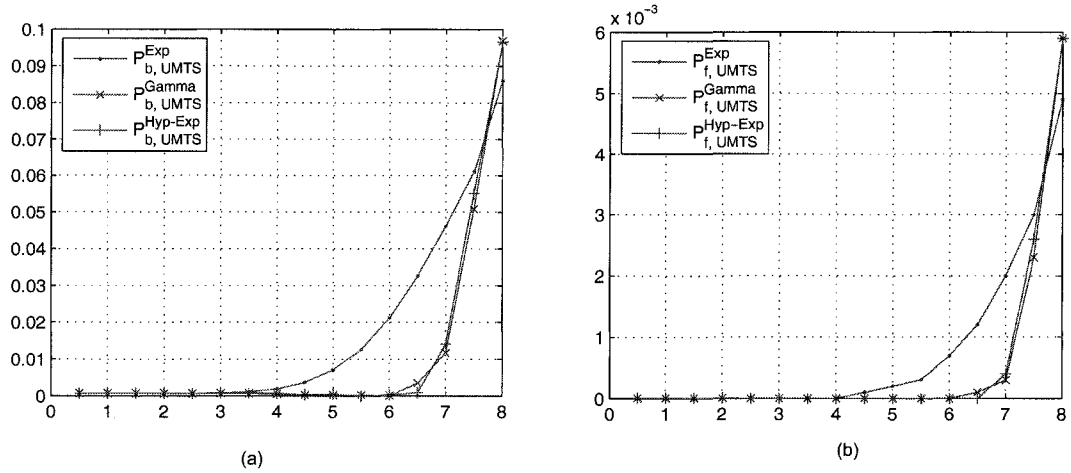 0.1
0.09
0.08
0.07
0.06
0.05
0.04
0.03
0.02
0.01
0
0 1 2 3 4 5 6 7 8
P Exp b, UMTS
P Gamma b, UMTS
P Hyp-Exp b, UMTS
(a)
x 10 -3
6
5
4
3
2
1
0
0 1 2 3 4 5 6 7 8
P Exp f, UMTS
P Gamma f, UMTS
P Hyp-Exp f, UMTS
(b)